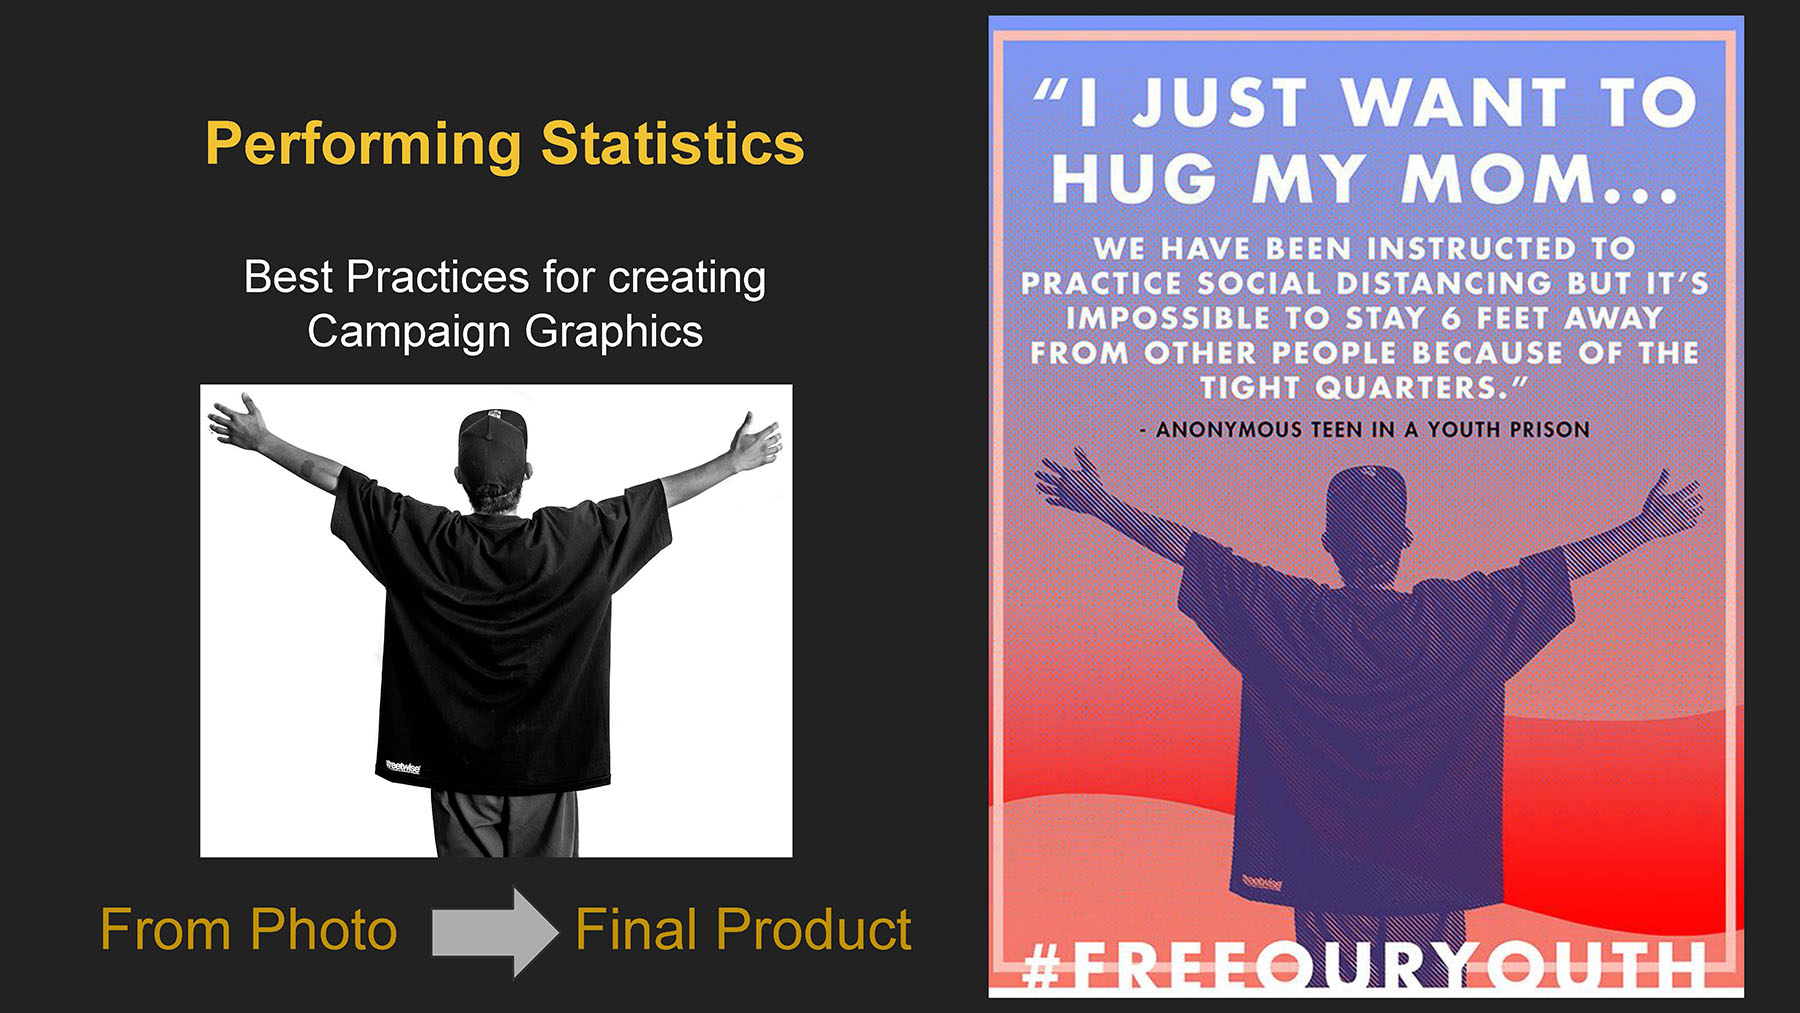 Performing Statistics
Best Practices for creating
Campaign Graphics
From Photo
Final Product
“I JUST WANT TO
HUG MY MOM...
WE HAVE BEEN INSTRUCTED TO
PRACTICE SOCIAL DISTANCING BUT IT’S
IMPOSSIBLE TO STAY 6 FEET AWAY
FROM OTHER PEOPLE BECAUSE OF THE
TIGHT QUARTERS.”
- ANONYMOUS TEEN IN A YOUTH PRISON
#FREEOURYOUTH